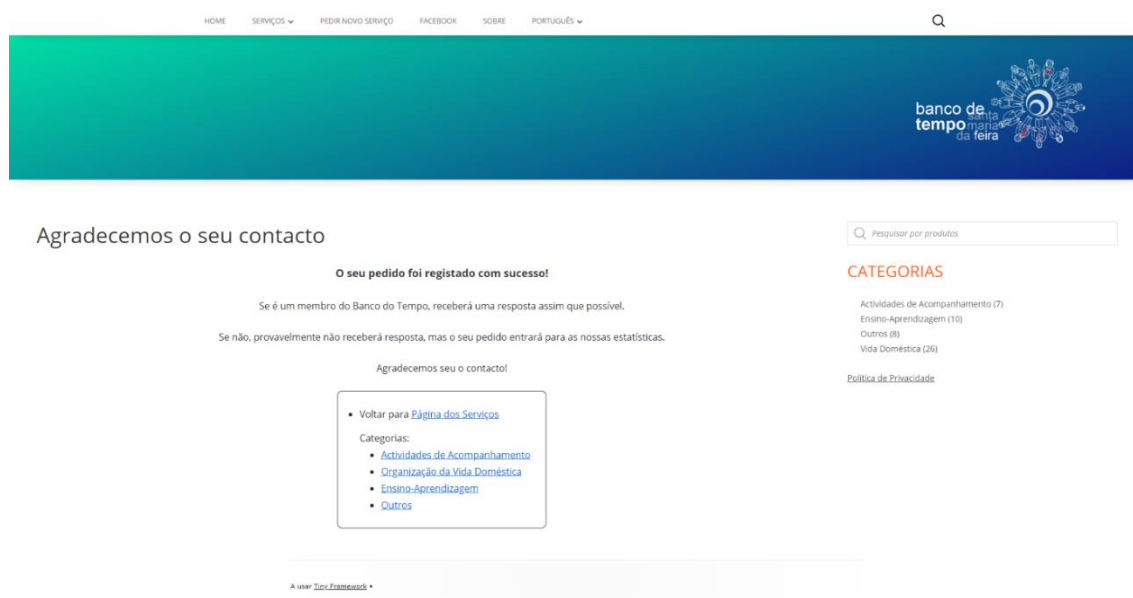 HOME SERVIÇOS PEDIR NOVO SERVIÇO FACEBOOK SOBRE PORTUGUÊS
banco de
santa
tempo maria
da feira
Agradecemos o seu contacto
O seu pedido foi registado com sucesso!
Se é um membro do Banco do Tempo, receberá uma resposta assim que possível.
Se não, provavelmente não receberá resposta, mas o seu pedido entrará para as nossas estatísticas.
Agradecemos seu o contacto!
• Voltar para Página dos Serviços
Categorias:
• Actividades de Acompanhamento
• Organização da Vida Doméstica
• Ensino-Aprendizagem
• Outros
Pesquisar por produtos
CATEGORIAS
Actividades de Acompanhamento (7)
Ensino-Aprendizagem (10)
Outros (8)
Vida Doméstica (26)
Política de Privacidade
A usar Tiny Framework •